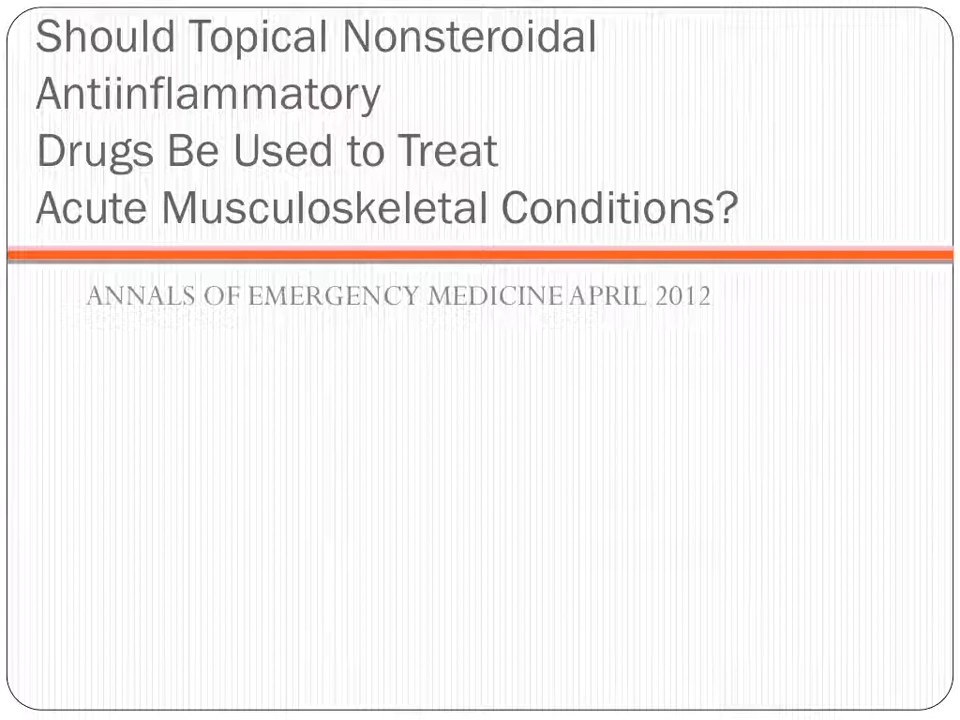 Should Topical Nonsteroidal
Antiinflammatory
Drugs Be Used to Treat
Acute Musculoskeletal Conditions?
ANNALS OF EMERGENCY MEDICINE APRIL 2012